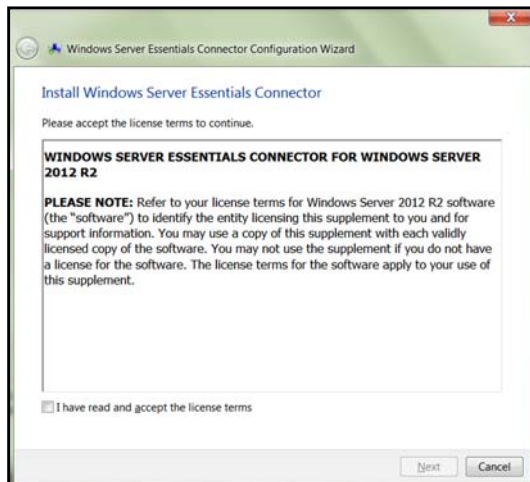 Windows Server Essentials Connector Configuration Wizard
Install Windows Server Essentials Connector
Please accept the license terms to continue.
WINDOWS SERVER ESSENTIALS CONNECTOR FOR WINDOWS SERVER
2012 R2
PLEASE NOTE: Refer to your license terms for Windows Server 2012 R2 software
(the "software") to identify the entity licensing this supplement to you and for
support information. You may use a copy of this supplement with each validly
licensed copy of the software. You may not use the supplement if you do not have
a license for the software. The license terms for the software apply to your use of
this supplement.
I have read and accept the license terms
Next
Cancel